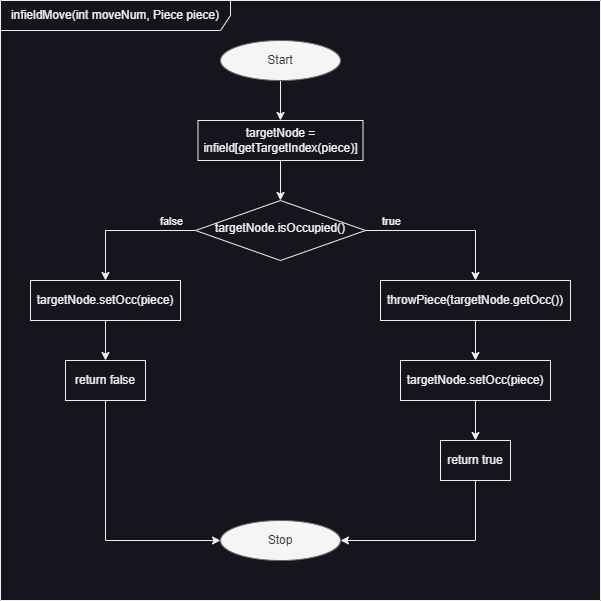 infieldMove(int moveNum, Piece piece)
Start
targetNode =
infield[getTargetIndex(piece)]
false
targetNode.isOccupied()
true
targetNode.setOcc(piece)
throwPiece(targetNode.getOcc())
return false
targetNode.setOcc(piece)
return true
Stop